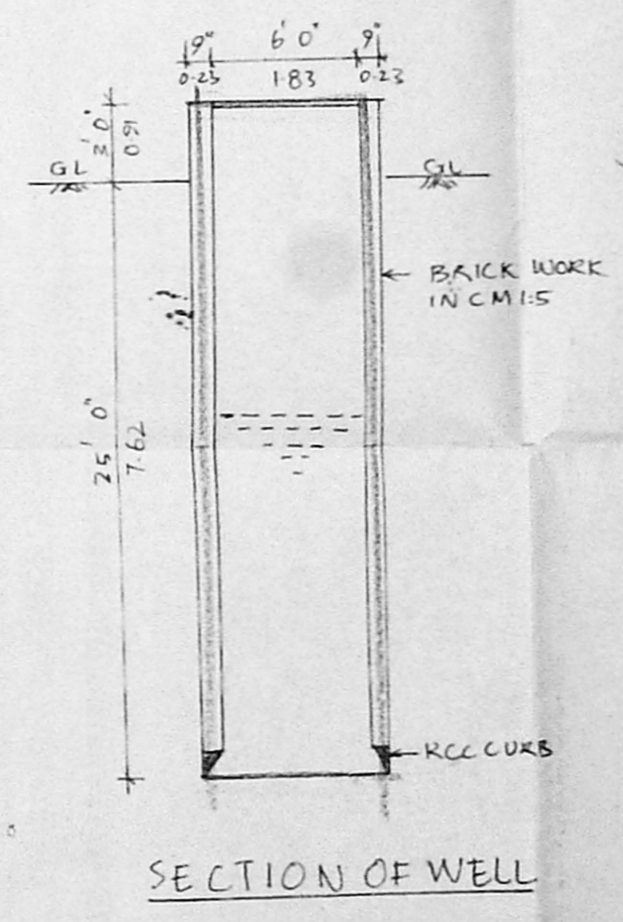 9" 6' 0" 9"
0.23 1.83 0.23
3' 0"
0.91
GL GL
BRICK WORK
IN CM 1:5
25' 0"
7.62
RCC CURB
SECTION OF WELL